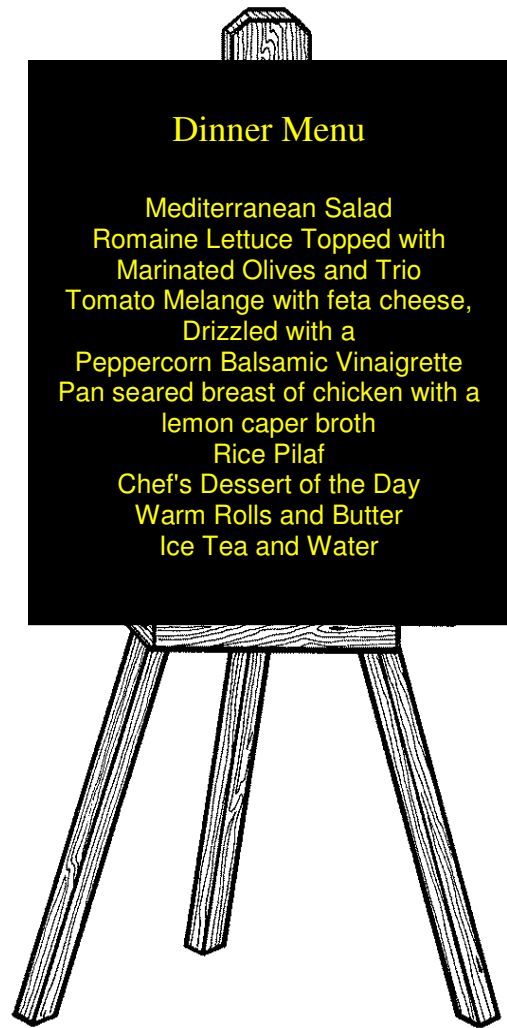 Dinner Menu
Mediterranean Salad
Romaine Lettuce Topped with
Marinated Olives and Trio
Tomato Melange with feta cheese,
Drizzled with a
Peppercorn Balsamic Vinaigrette
Pan seared breast of chicken with a
lemon caper broth
Rice Pilaf
Chef's Dessert of the Day
Warm Rolls and Butter
Ice Tea and Water